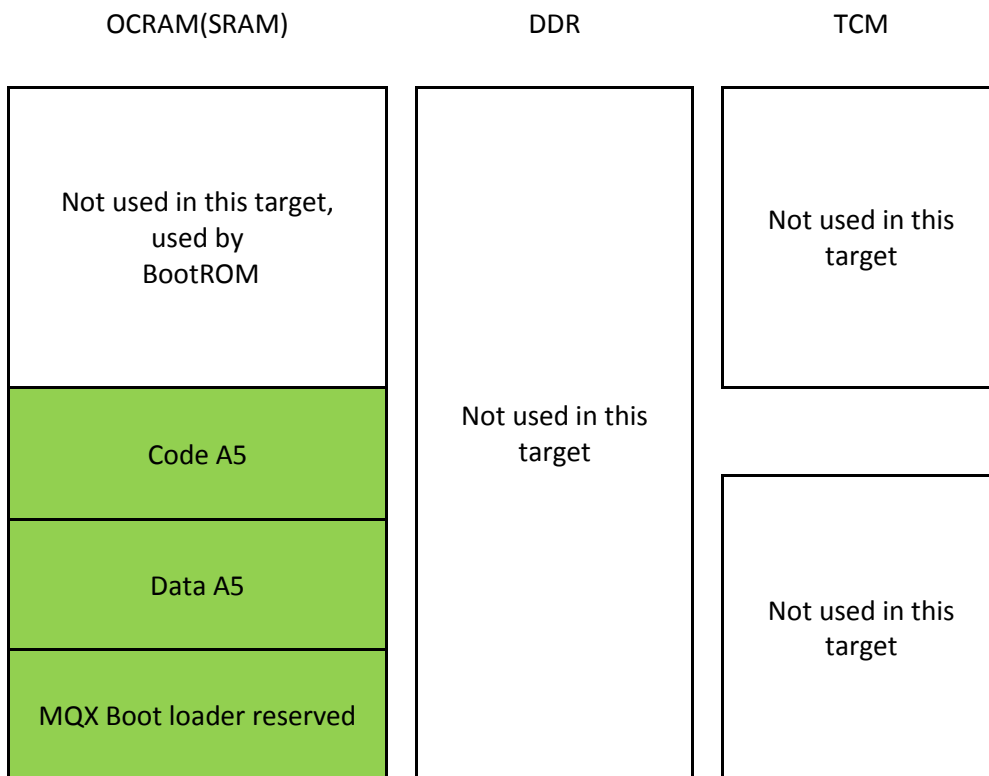 OCRAM(SRAM)
DDR
TCM
Not used in this target,
used by
BootROM
Code A5
Data A5
MQX Boot loader reserved
Not used in this
target
Not used in this
target
Not used in this
target